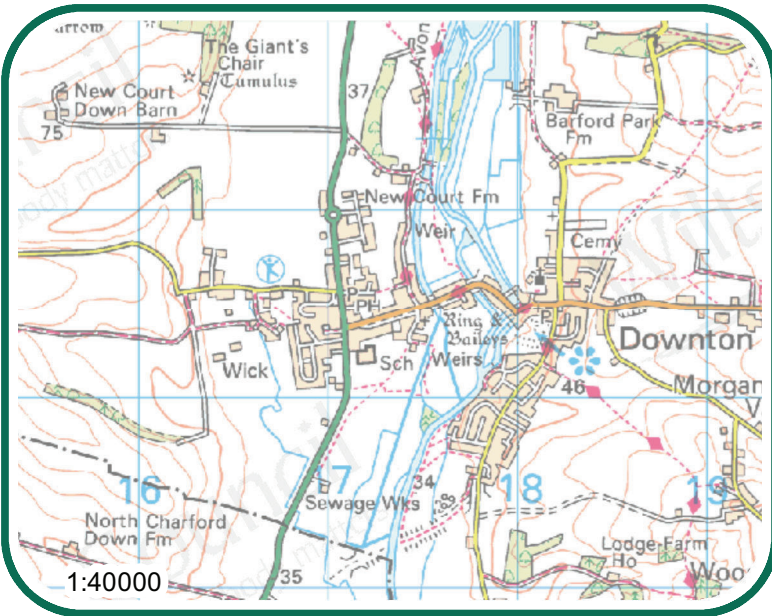 The Giant's
Chair
Tumulus
Avon
New Court
Down Barn
75
37
Barford Park
Fm
New Court Fm
Weir
Cemy
Ring &
Baileys
P
Downton
Wick
Sch
Weirs
46
Morgan
16
17
34
18
19
Sewage Wks
North Charford
Down Fm
Lodge Farm
Ho
Woo
35
1:40000